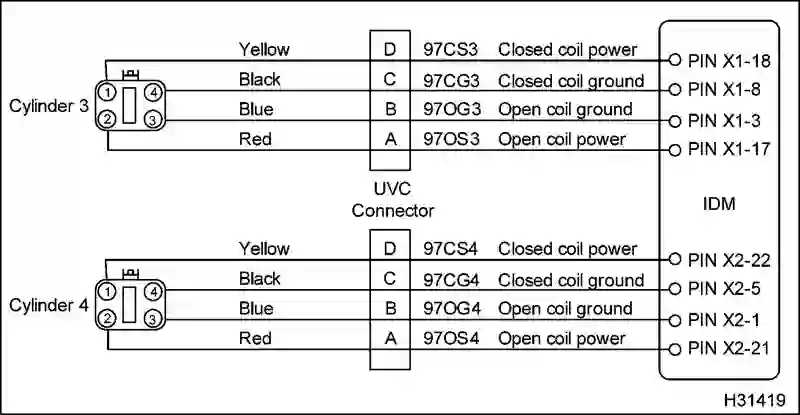 Yellow D 97CS3 Closed coil power PIN X1-18
1 4 Black C 97CG3 Closed coil ground PIN X1-8
Cylinder 3
2 3 Blue B 97OG3 Open coil ground PIN X1-3
Red A 97OS3 Open coil power PIN X1-17
UVC
Connector
IDM
Yellow D 97CS4 Closed coil power PIN X2-22
1 4 Black C 97CG4 Closed coil ground PIN X2-5
Cylinder 4
2 3 Blue B 97OG4 Open coil ground PIN X2-1
Red A 97OS4 Open coil power PIN X2-21
H31419